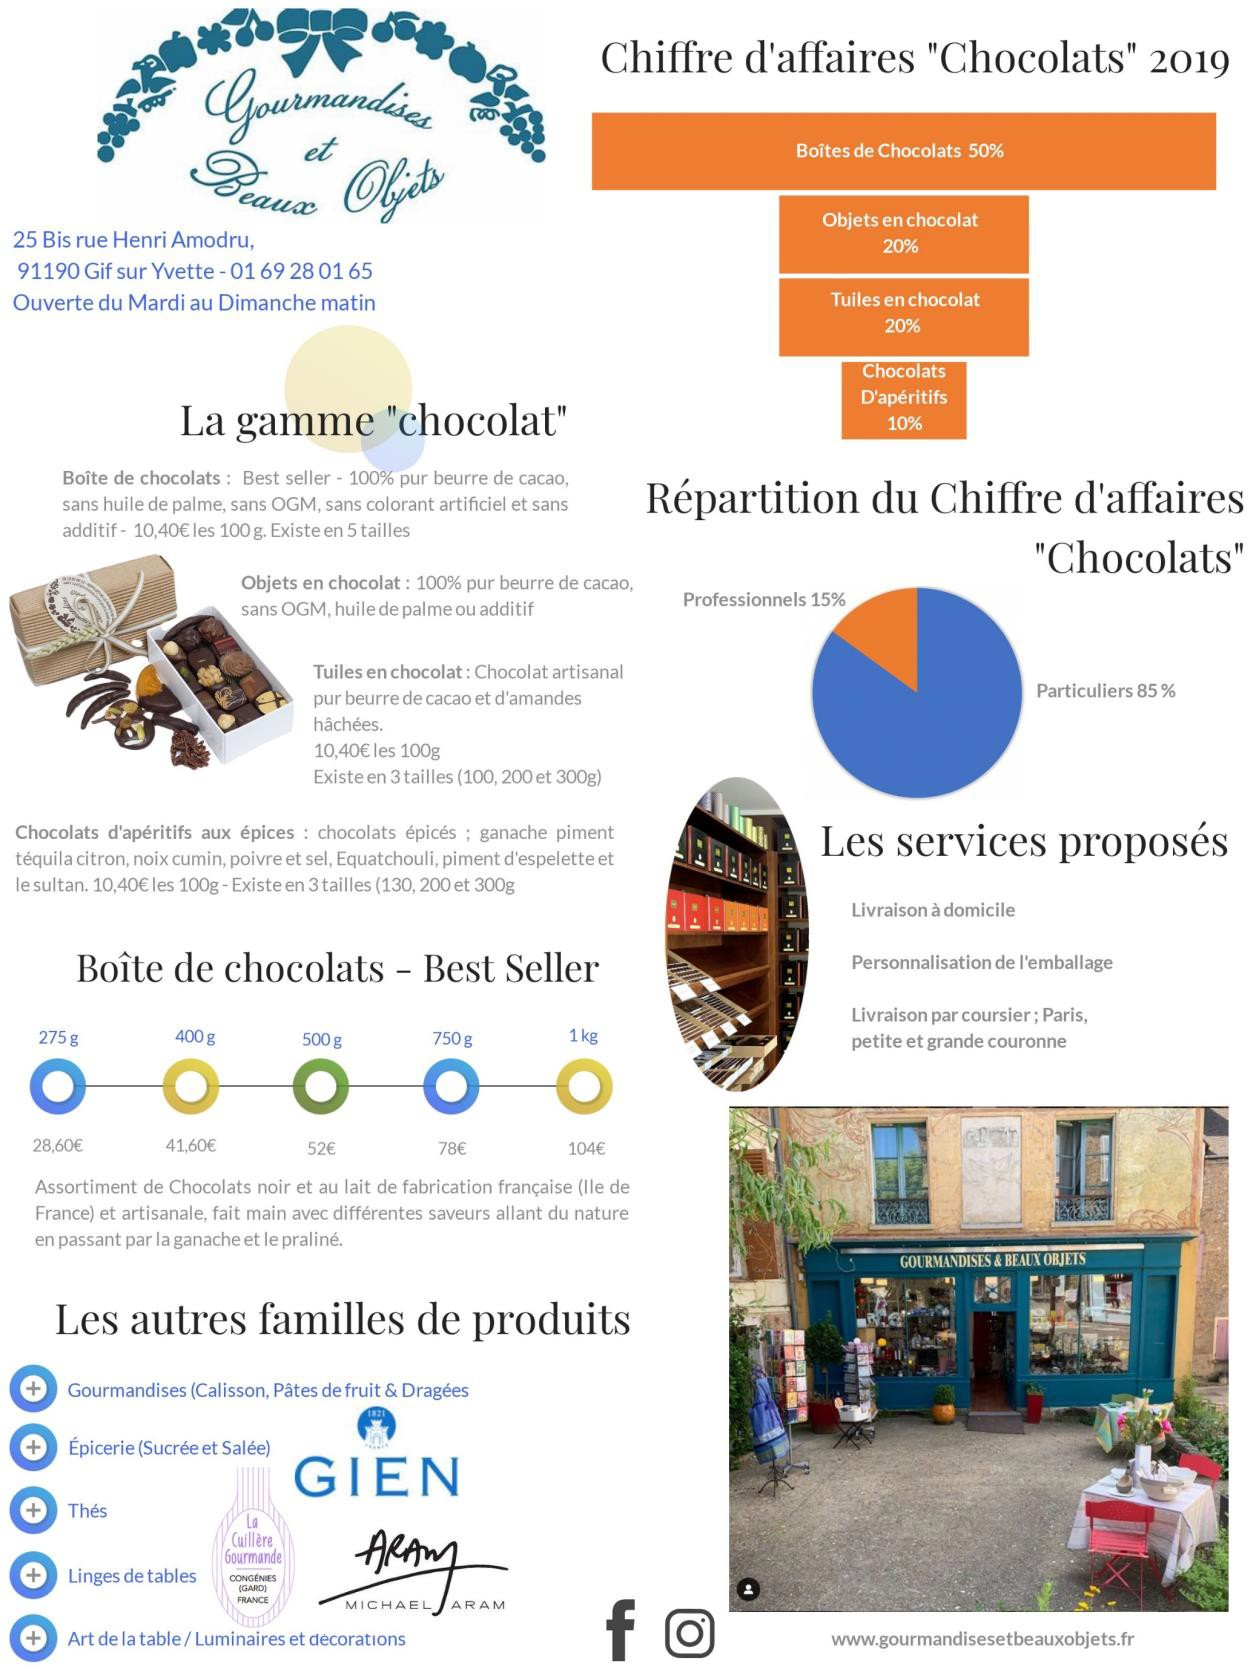 Gourmandises
et
Beaux Objets
25 Bis rue Henri Amodru,
91190 Gif sur Yvette - 01 69 28 01 65
Ouverte du Mardi au Dimanche matin
Chiffre d'affaires "Chocolats" 2019
Boîtes de Chocolats 50%
Objets en chocolat
20%
Tuiles en chocolat
20%
Chocolats
D'apéritifs
10%
La gamme "chocolat"
Boîte de chocolats : Best seller - 100% pur beurre de cacao,
sans huile de palme, sans OGM, sans colorant artificiel et sans
additif - 10,40€ les 100 g. Existe en 5 tailles
Objets en chocolat : 100% pur beurre de cacao,
sans OGM, huile de palme ou additif
Tuiles en chocolat : Chocolat artisanal
pur beurre de cacao et d'amandes
hâchées.
10,40€ les 100g
Existe en 3 tailles (100, 200 et 300g)
Chocolats d'apéritifs aux épices : chocolats épicés ; ganache piment
téquila citron, noix cumin, poivre et sel, Equatchouli, piment d'espelette et
le sultan. 10,40€ les 100g - Existe en 3 tailles (130, 200 et 300g
Répartition du Chiffre d'affaires
"Chocolats"
Professionnels 15%
Particuliers 85 %
Les services proposés
Livraison à domicile
Personnalisation de l'emballage
Livraison par coursier ; Paris,
petite et grande couronne
Boîte de chocolats - Best Seller
275 g
400 g
500 g
750 g
1 kg
28,60€
41,60€
52€
78€
104€
Assortiment de Chocolats noir et au lait de fabrication française (Ile de
France) et artisanale, fait main avec différentes saveurs allant du nature
en passant par la ganache et le praliné.
Les autres familles de produits
Gourmandises (Calisson, Pâtes de fruit & Dragées
Épicerie (Sucrée et Salée)
Thés
Linges de tables
Art de la table / Luminaires et décorations
1821
FRANCE
GIEN
La
Cuillère
Gourmande
CONGÉNIES
(GARD)
FRANCE
ARAM
MICHAEL ARAM
GOURMANDISES & BEAUX OBJETS
www.gourmandisesetbeauxobjets.fr